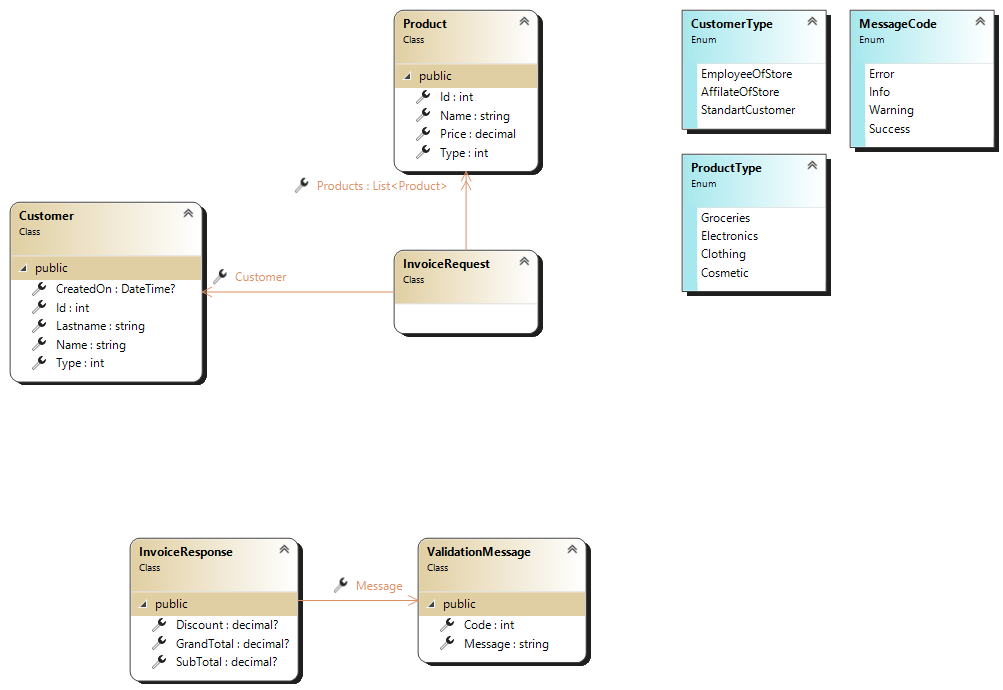 Product
Class
public
Id : int
Name : string
Price : decimal
Type : int
CustomerType
Enum
EmployeeOfStore
AffilateOfStore
StandartCustomer
MessageCode
Enum
Error
Info
Warning
Success
ProductType
Enum
Groceries
Electronics
Clothing
Cosmetic
Products : List<Product>
Customer
Class
public
CreatedOn : DateTime?
Id : int
Lastname : string
Name : string
Type : int
Customer
InvoiceRequest
Class
InvoiceResponse
Class
public
Discount : decimal?
GrandTotal : decimal?
SubTotal : decimal?
Message
ValidationMessage
Class
public
Code : int
Message : string